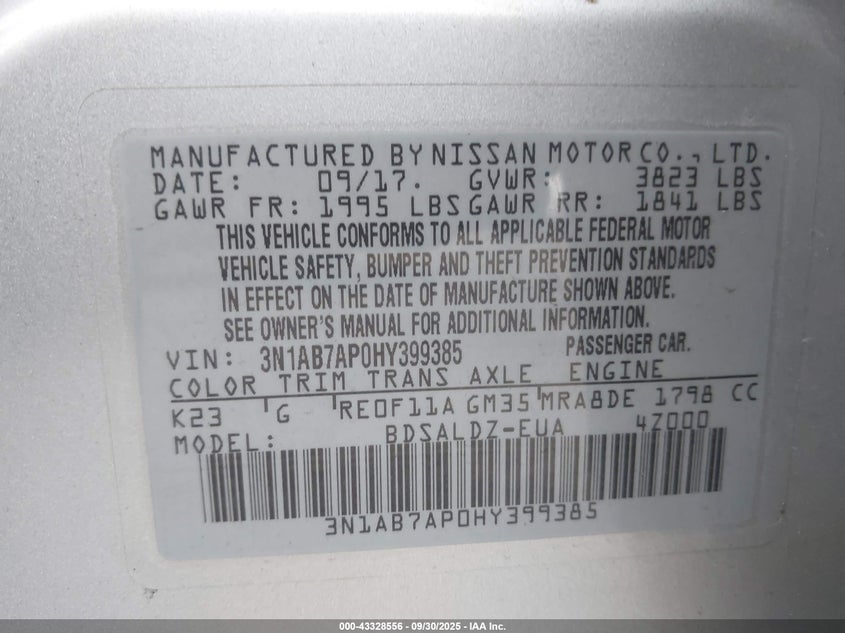 MANUFACTURED BY NISSAN MOTOR CO., LTD.
DATE: 09/17. GVWR: 3823 LBS
GAWR FR: 1995 LBS GAWR RR: 1841 LBS
THIS VEHICLE CONFORMS TO ALL APPLICABLE FEDERAL MOTOR
VEHICLE SAFETY, BUMPER AND THEFT PREVENTION STANDARDS
IN EFFECT ON THE DATE OF MANUFACTURE SHOWN ABOVE.
SEE OWNER'S MANUAL FOR ADDITIONAL INFORMATION.
VIN: 3N1AB7AP0HY399385 PASSENGER CAR.
COLOR TRIM TRANS AXLE ENGINE
K23 G RE0F11A GM35 MRA8DE 1798 CC
MODEL: BDSALDZ-EUA 4Z000
3N1AB7AP0HY399385
000-43328556 - 09/30/2025 - IAA Inc.